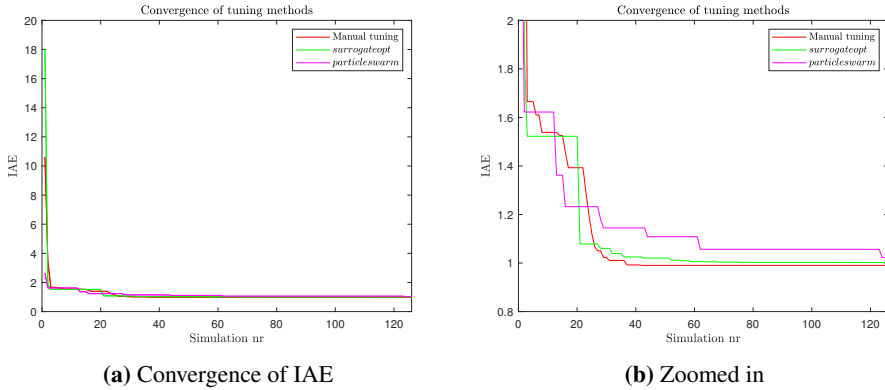 Convergence of tuning methods
20
18
16
14
12
10
8
6
4
2
0
IAE
Manual tuning
surrogateopt
particleswarm
0 20 40 60 80 100 120
Simulation nr
(a) Convergence of IAE
Convergence of tuning methods
2
1.8
1.6
1.4
1.2
1
0.8
IAE
Manual tuning
surrogateopt
particleswarm
0 20 40 60 80 100 120
Simulation nr
(b) Zoomed in